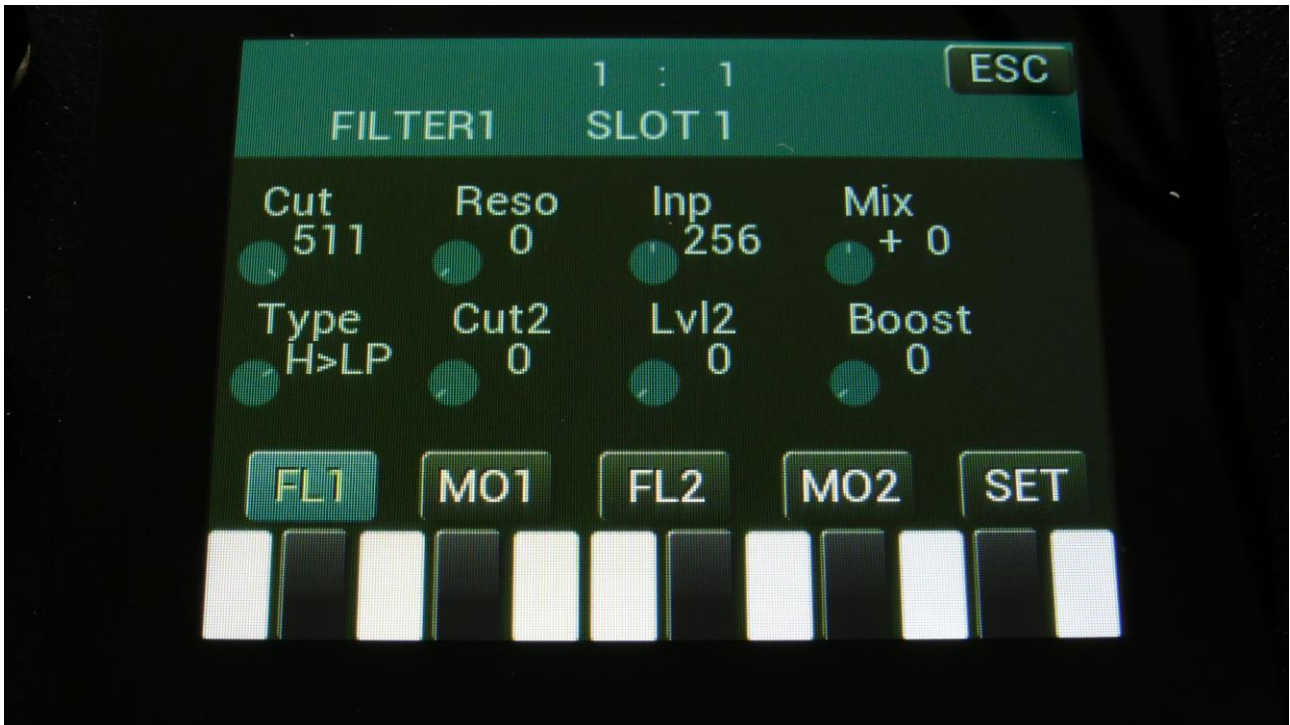 1 : 1
ESC
FILTER1 SLOT 1
Cut Reso Inp Mix
511 0 256 + 0
Type Cut2 Lvl2 Boost
H>LP 0 0 0
FL1 MO1 FL2 MO2 SET